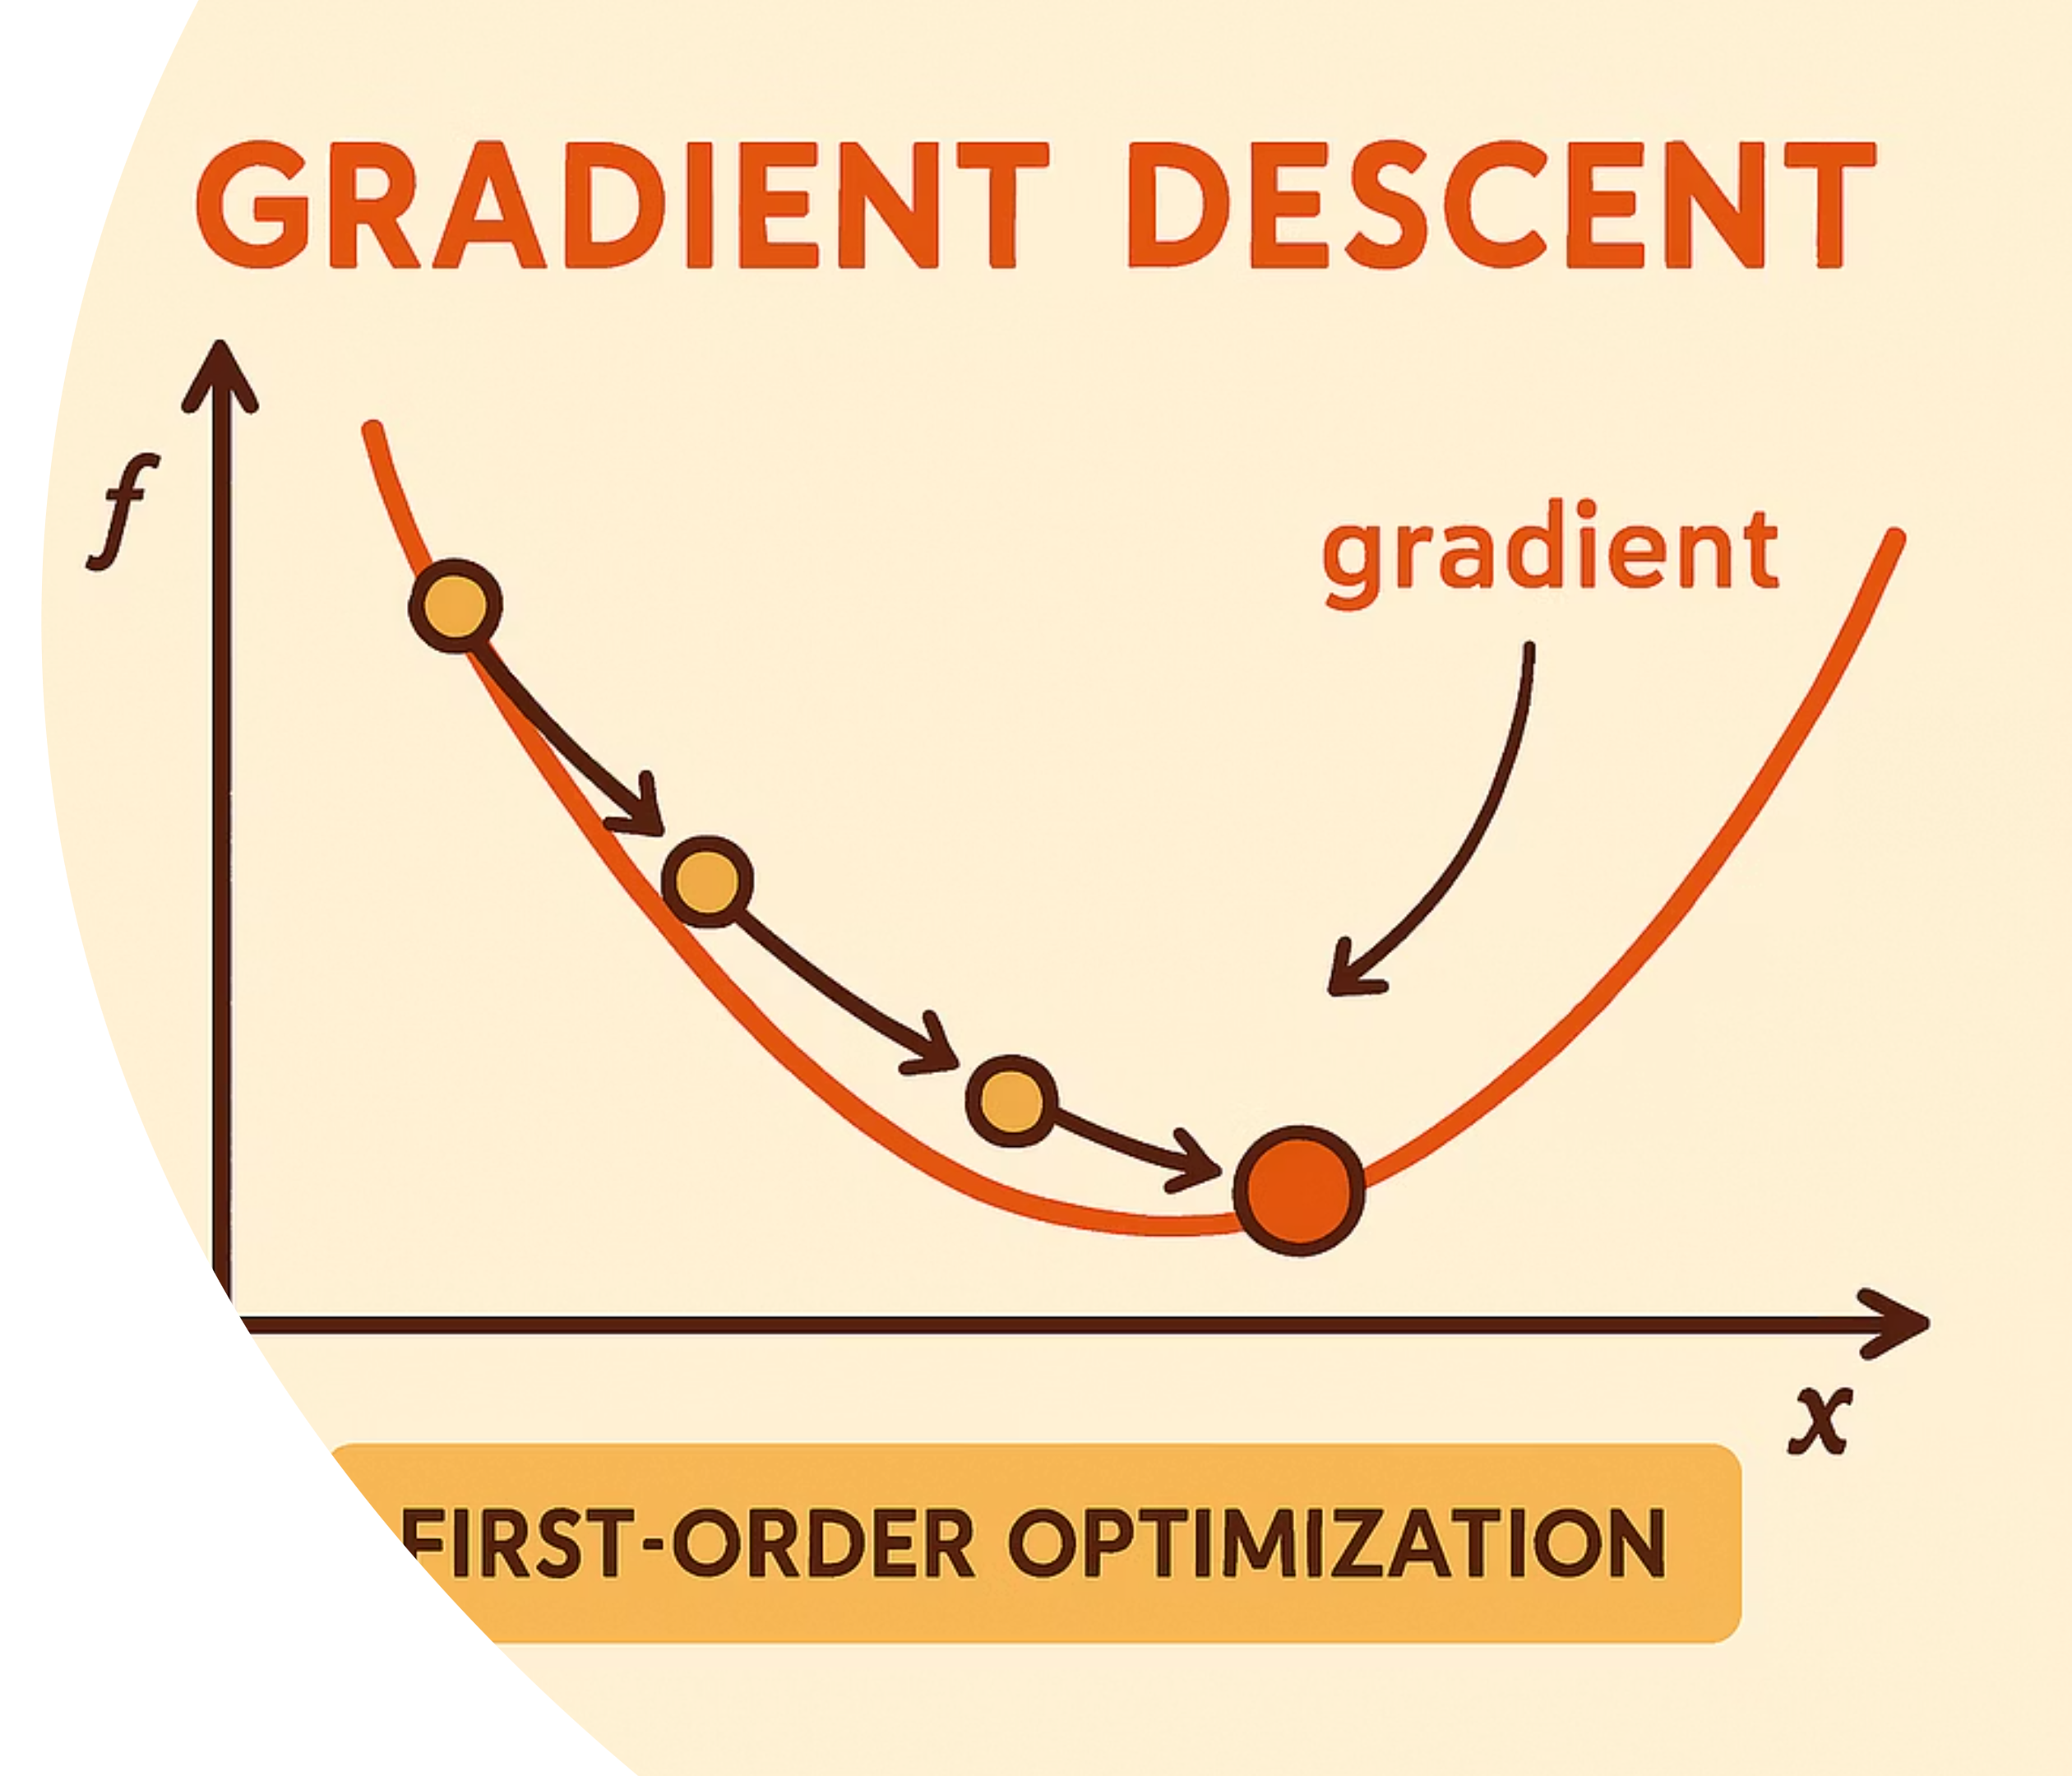 GRADIENT DESCENT
f
gradient
x
FIRST-ORDER OPTIMIZATION